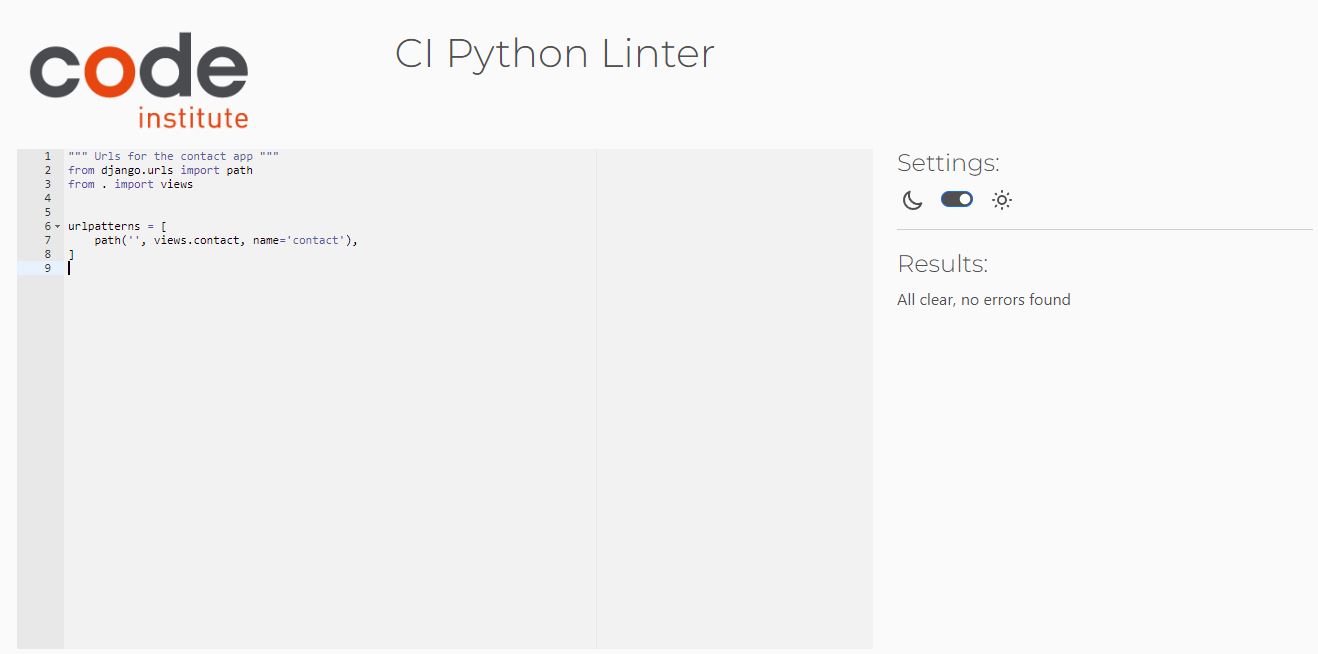 code
institute
CI Python Linter
1 """ Urls for the contact app """
2 from django.urls import path
3 from . import views
4
5
6 urlpatterns = [
7     path('', views.contact, name='contact'),
8 ]
9
Settings:
Results:
All clear, no errors found